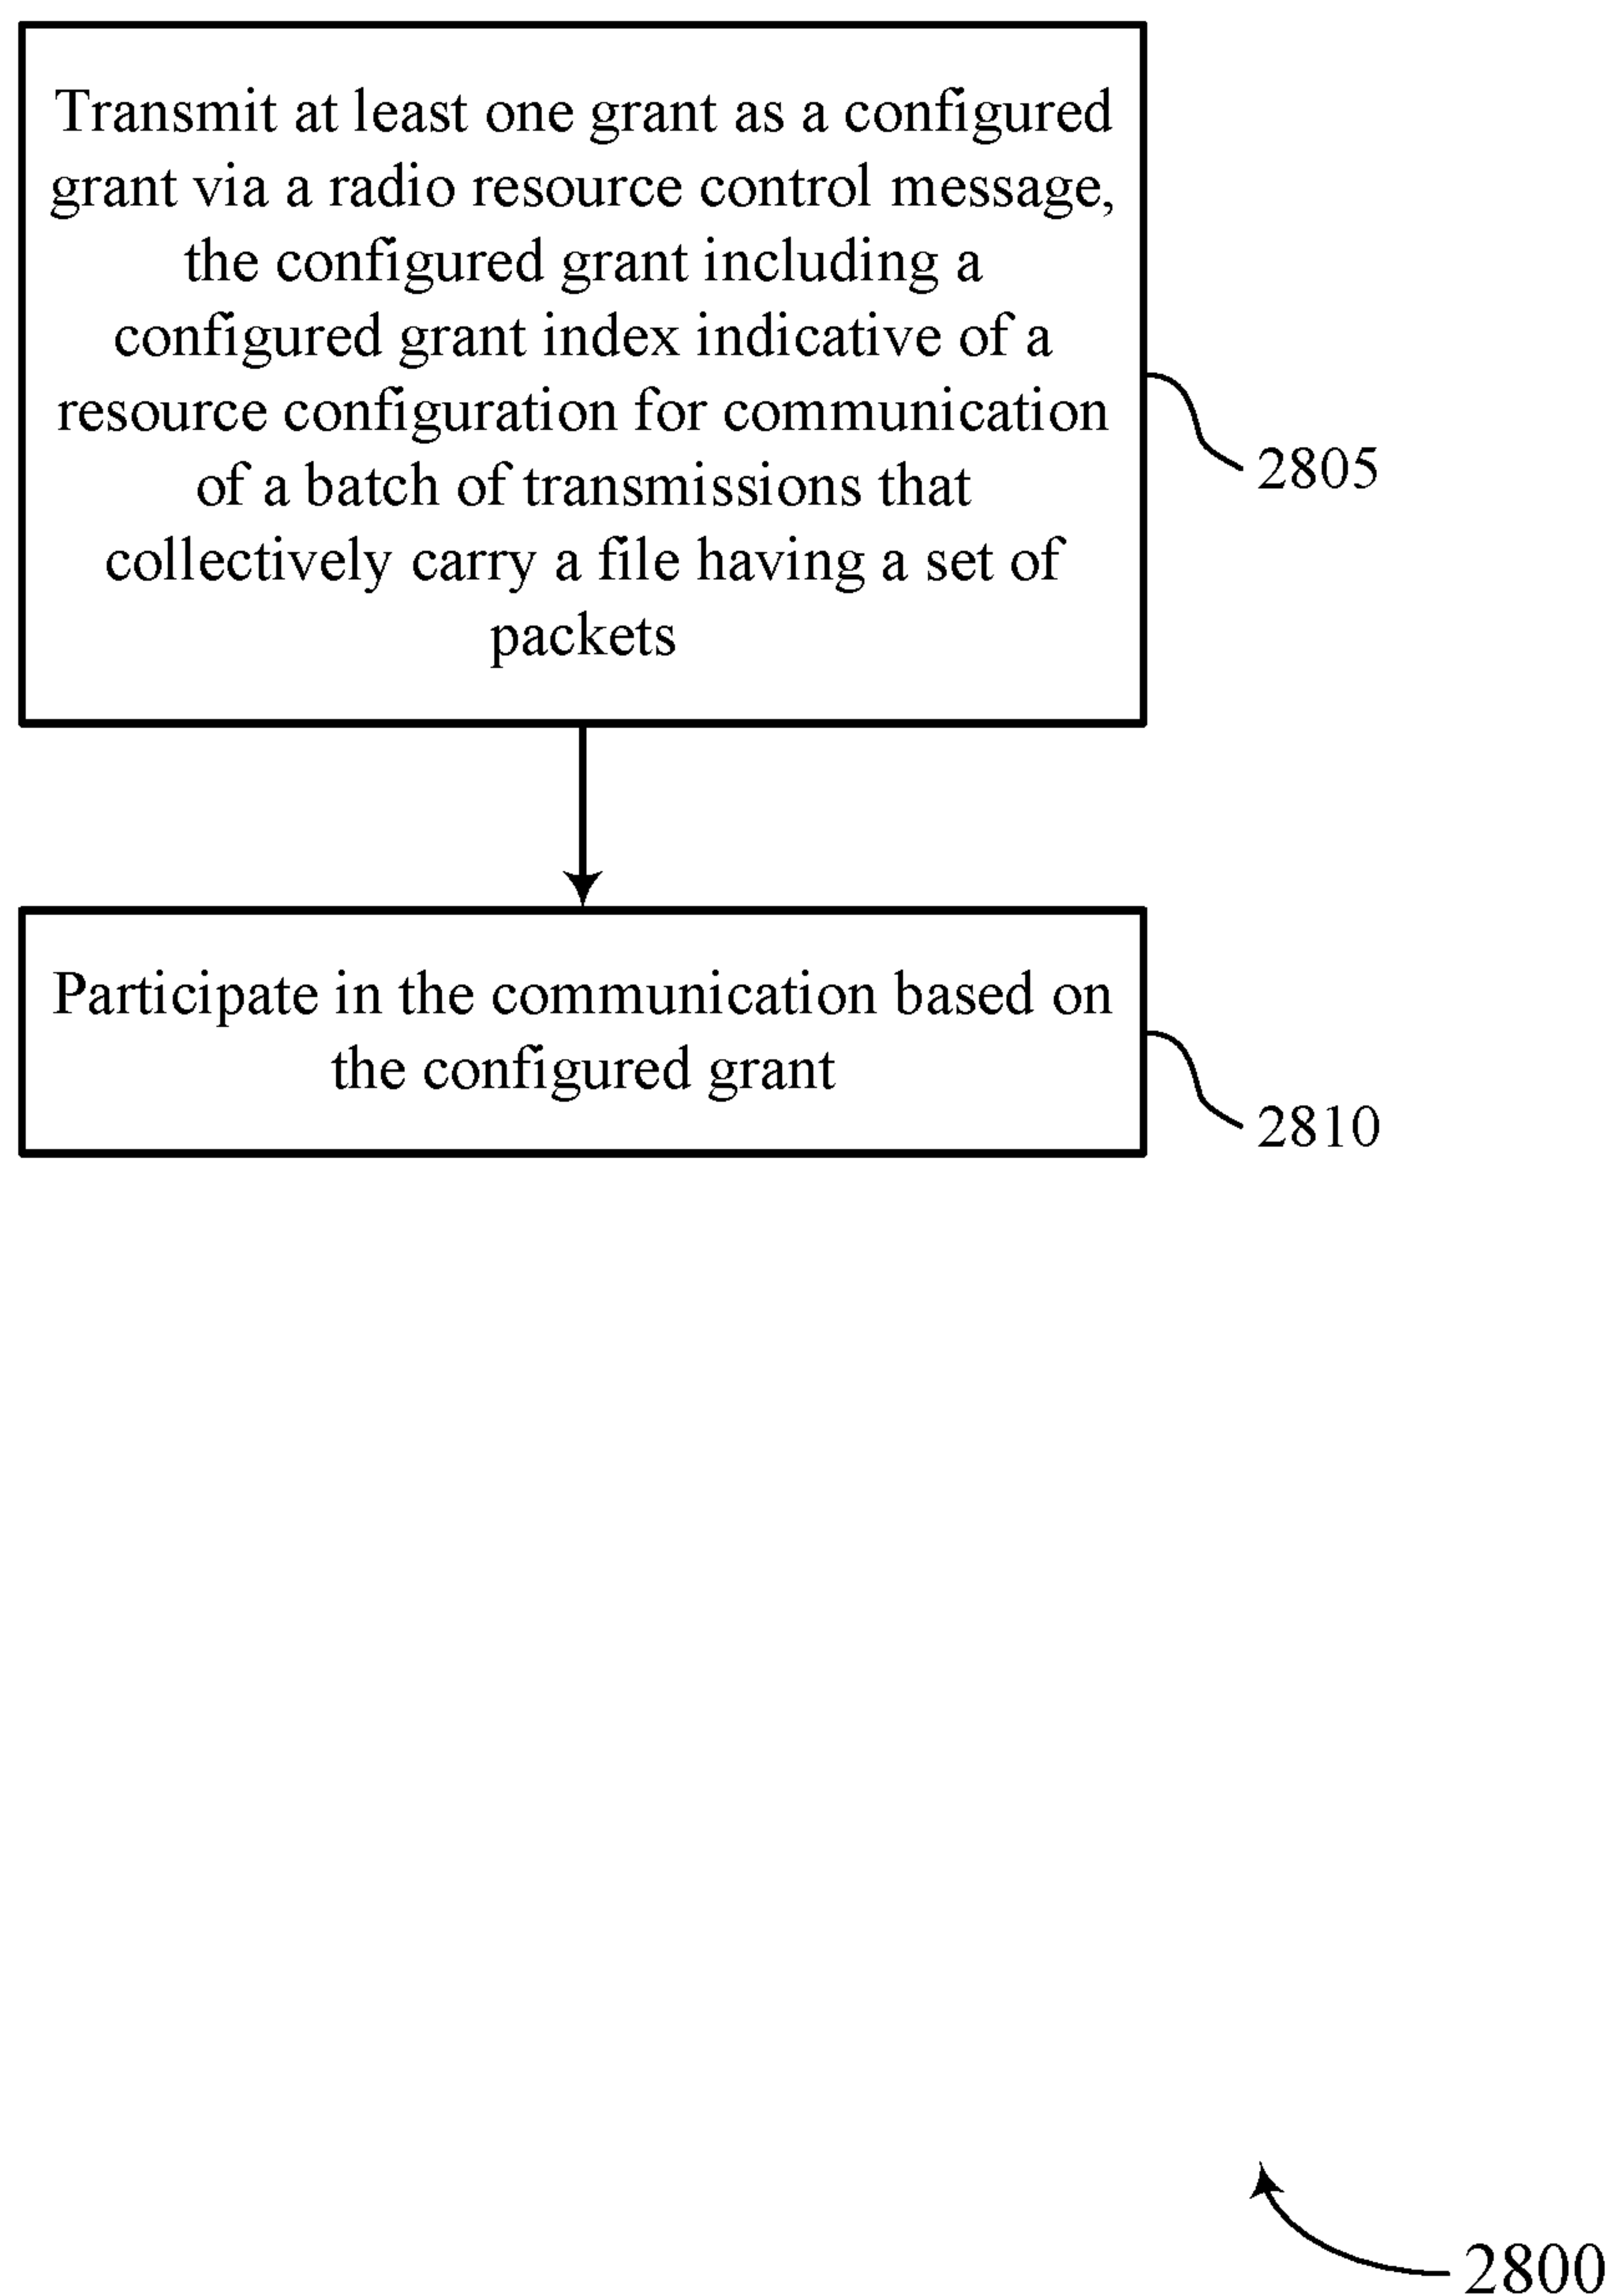 Transmit at least one grant as a configured
grant via a radio resource control message,
the configured grant including a
configured grant index indicative of a
resource configuration for communication
of a batch of transmissions that
collectively carry a file having a set of
packets
2805
Participate in the communication based on
the configured grant
2810
2800